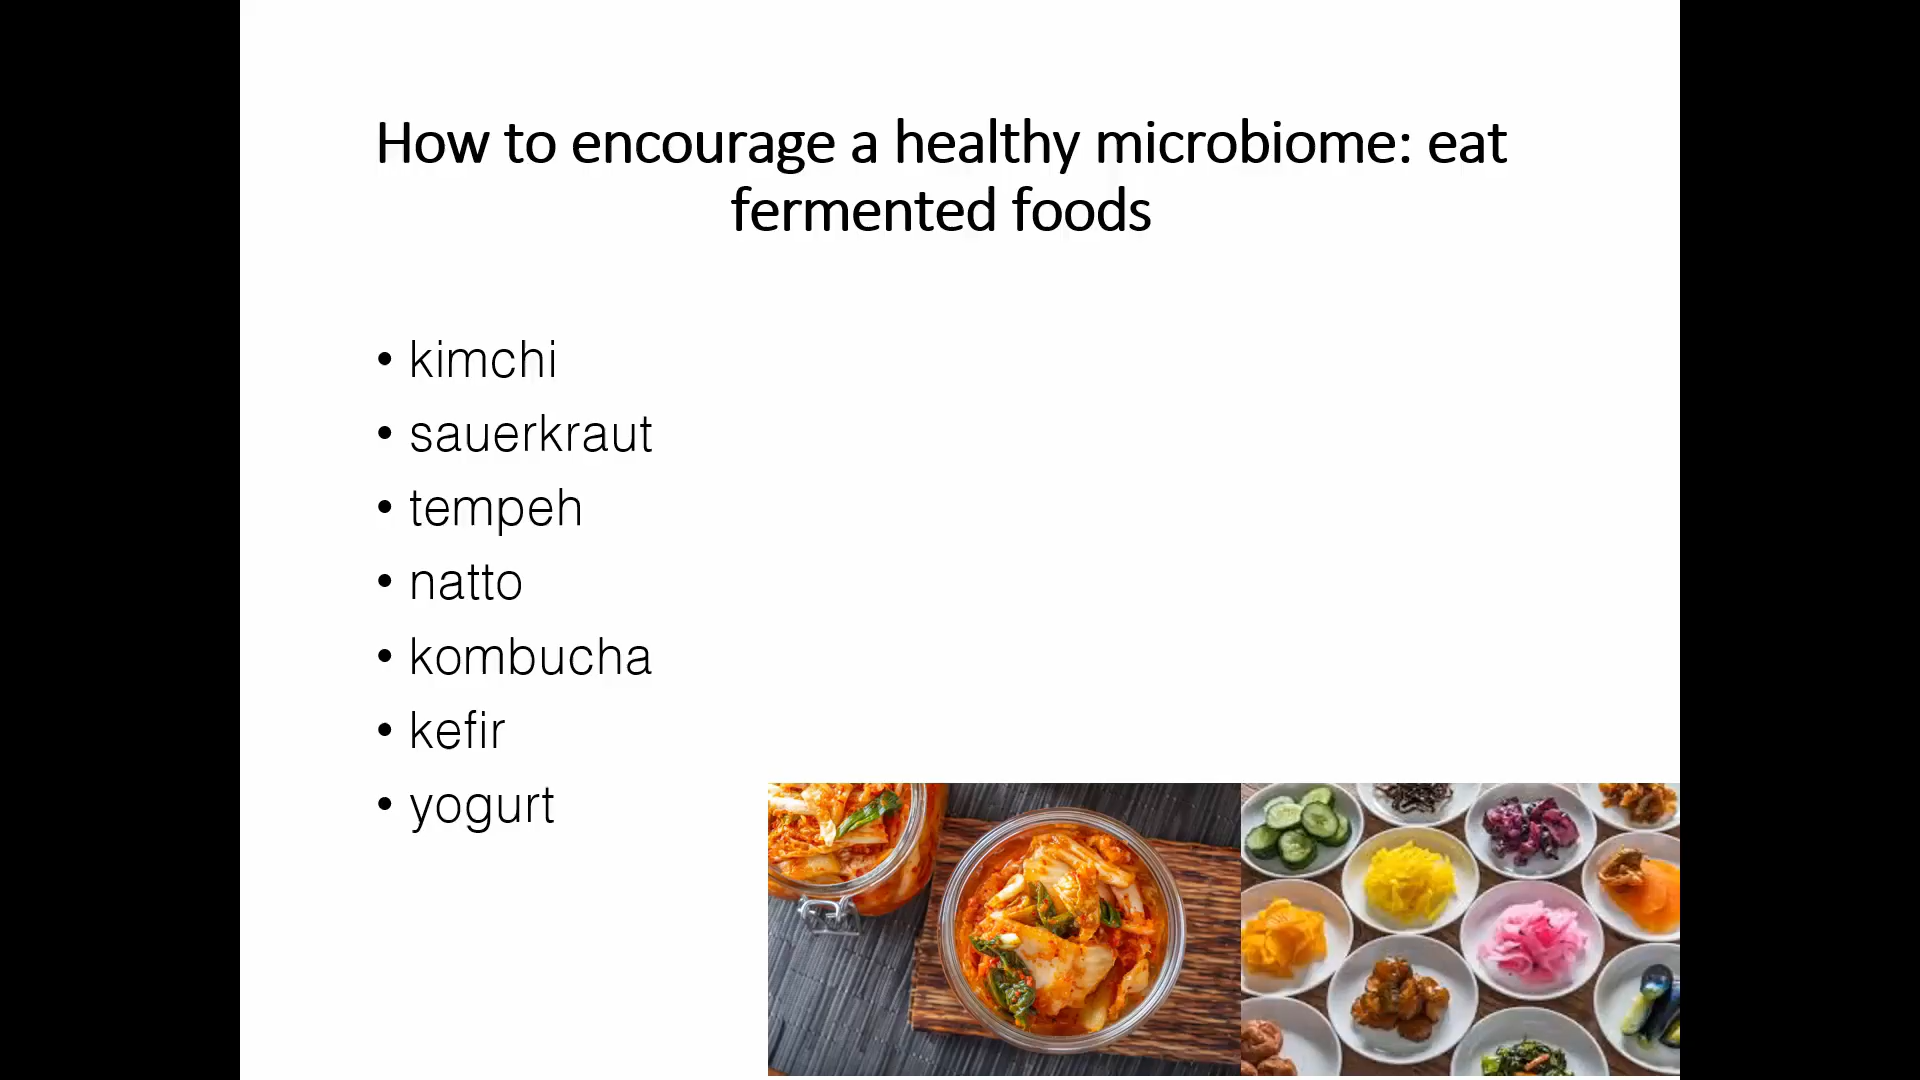 How to encourage a healthy microbiome: eat
fermented foods
• kimchi
• sauerkraut
• tempeh
• natto
• kombucha
• kefir
• yogurt